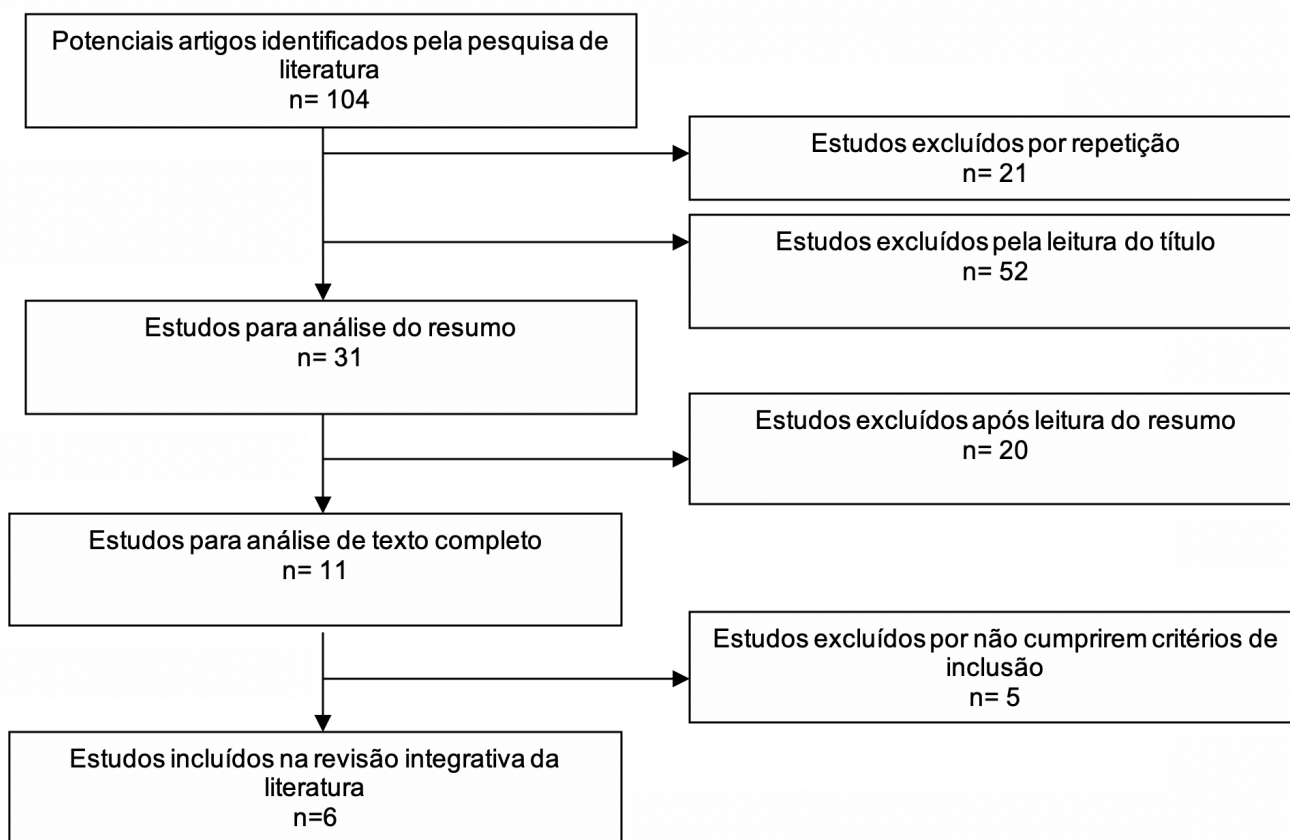 Potenciais artigos identificados pela pesquisa de
literatura
n= 104
Estudos excluídos por repetição
n= 21
Estudos excluídos pela leitura do título
n= 52
Estudos para análise do resumo
n= 31
Estudos excluídos após leitura do resumo
n= 20
Estudos para análise de texto completo
n= 11
Estudos excluídos por não cumprirem critérios de
inclusão
n= 5
Estudos incluídos na revisão integrativa da
literatura
n=6